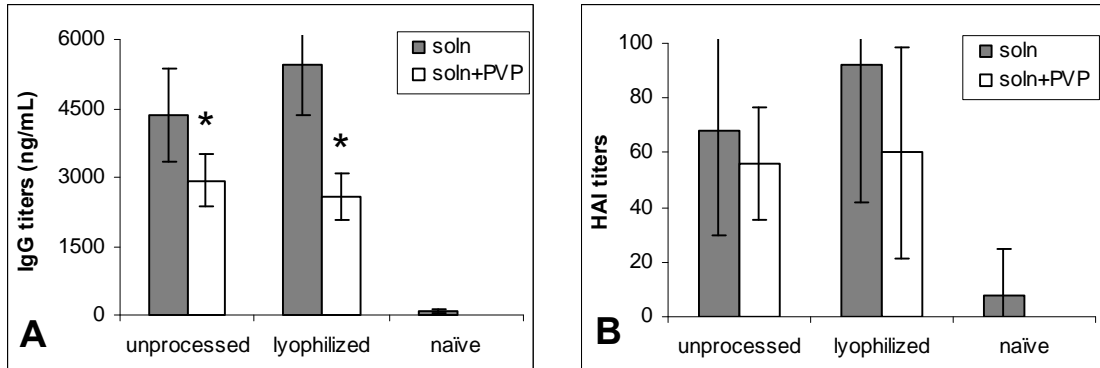 6000
4500
3000
1500
0
IgG titers (ng/mL)
soln
soln+PVP
*
*
A
unprocessed lyophilized naïve
100
80
60
40
20
0
HAI titers
soln
soln+PVP
B
unprocessed lyophilized naïve